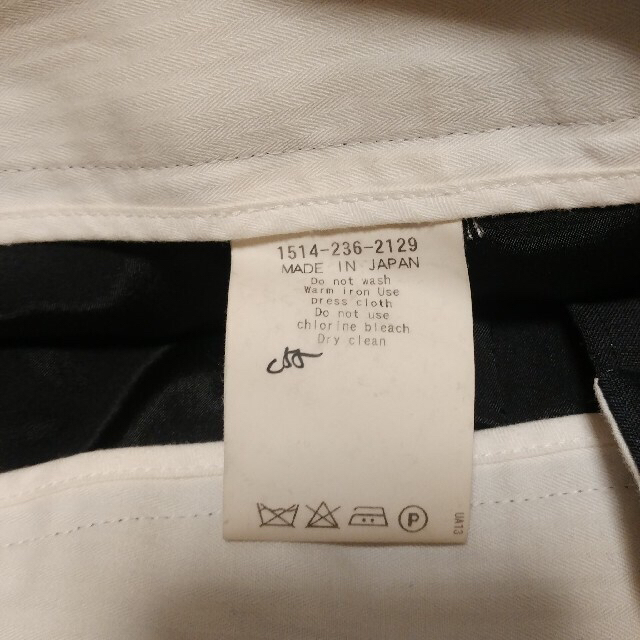 1514-236-2129
MADE IN JAPAN
Do not wash
Warm iron Use
press cloth
Do not use
chlorine bleach
Dry clean
P